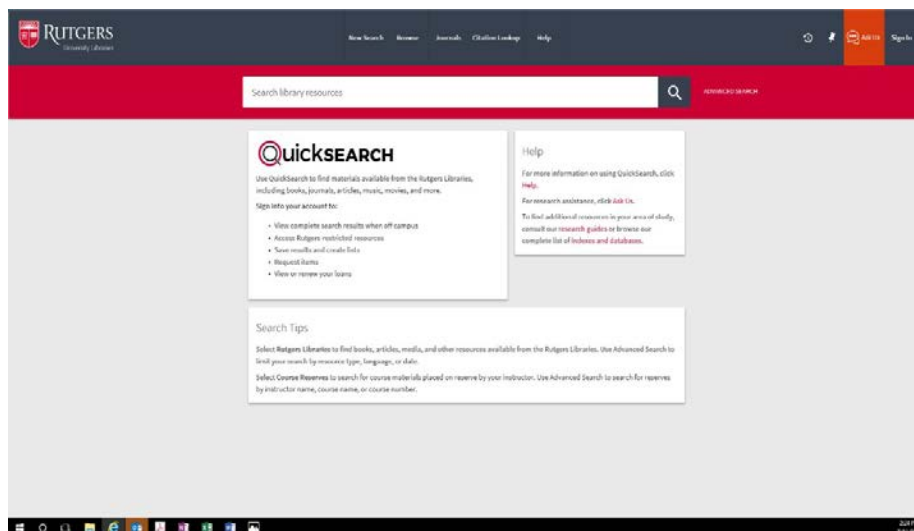 RUTGERS
University Libraries
New Search Browse Journals Citation Lookup Help
Ask Us Sign In
Search library resources
ADVANCED SEARCH
QuickSEARCH
Use QuickSearch to find materials available from the Rutgers Libraries,
including books, journals, articles, music, movies, and more.
Sign into your account to:
• View complete search results when off campus
• Access Rutgers-restricted resources
• Save results and create lists
• Request items
• View or renew your loans
Help
For more information on using QuickSearch, click
Help.
For research assistance, click Ask Us.
To find additional resources in your area of study,
consult our research guides or browse our
complete list of indexes and databases.
Search Tips
Select Rutgers Libraries to find books, articles, media, and other resources available from the Rutgers Libraries. Use Advanced Search to
limit your search by resource type, language, or date.
Select Course Reserves to search for course materials placed on reserve by your instructor. Use Advanced Search to search for reserves
by instructor name, course name, or course number.